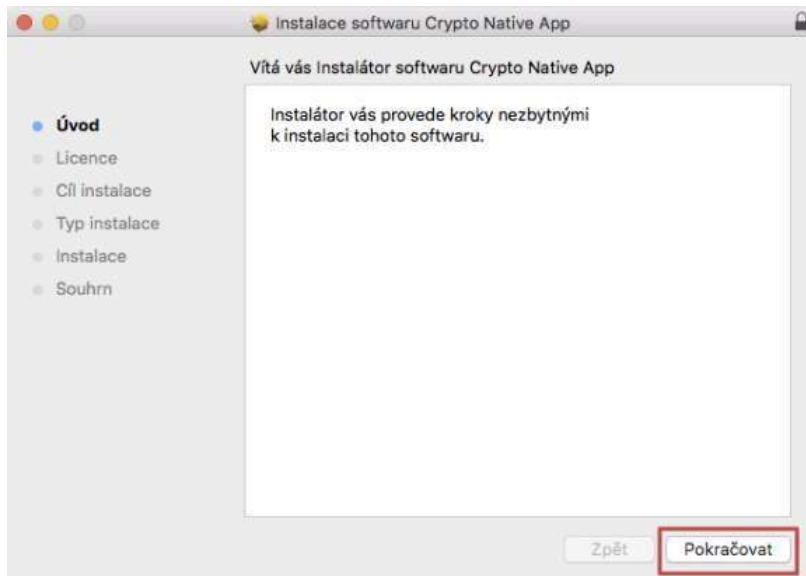 Instalace softwaru Crypto Native App
Vítá vás Instalátor softwaru Crypto Native App
Instalátor vás provede kroky nezbytnými
k instalaci tohoto softwaru.
Úvod
Licence
Cíl instalace
Typ instalace
Instalace
Souhrn
Zpět
Pokračovat